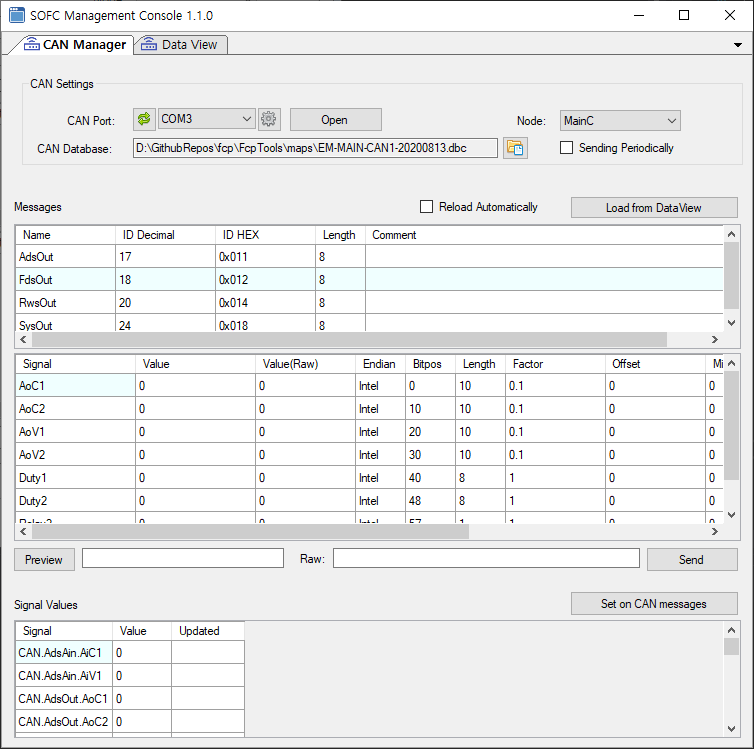 SOFC Management Console 1.1.0
CAN Manager Data View
CAN Settings
CAN Port: COM3 Open Node: MainC
CAN Database: D:\GithubRepos\fcp\FcpTools\maps\EM-MAIN-CAN1-20200813.dbc Sending Periodically
Messages Reload Automatically Load from DataView
Name ID Decimal ID HEX Length Comment
AdsOut 17 0x011 8
FdsOut 18 0x012 8
RwsOut 20 0x014 8
SysOut 24 0x018 8
Signal Value Value(Raw) Endian Bitpos Length Factor Offset Mi
AoC1 0 0 Intel 0 10 0.1 0 0
AoC2 0 0 Intel 10 10 0.1 0 0
AoV1 0 0 Intel 20 10 0.1 0 0
AoV2 0 0 Intel 30 10 0.1 0 0
Duty1 0 0 Intel 40 8 1 0 0
Duty2 0 0 Intel 48 8 1 0 0
0 0 Intel 57 1 1 0 0
Preview Raw: Send
Signal Values Set on CAN messages
Signal Value Updated
CAN.AdsAin.AiC1 0
CAN.AdsAin.AiV1 0
CAN.AdsOut.AoC1 0
CAN.AdsOut.AoC2 0